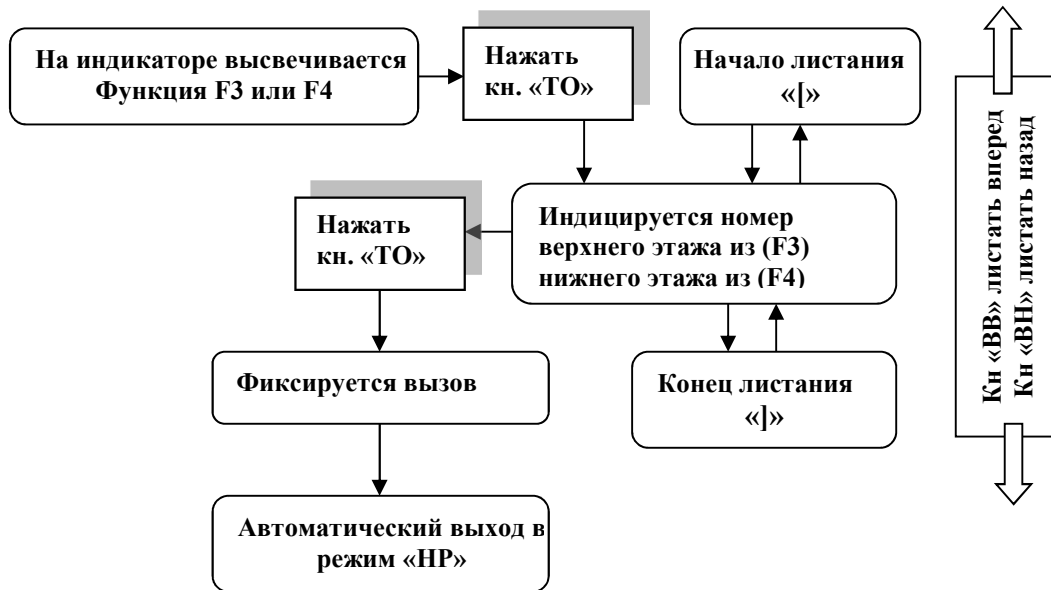 На индикаторе высвечивается
Функция F3 или F4
Нажать
кн. «ТО»
Начало листания
«[»
Нажать
кн. «ТО»
Индицируется номер
верхнего этажа из (F3)
нижнего этажа из (F4)
Фиксируется вызов
Конец листания
«]»
Автоматический выход в
режим «НР»
Кн «ВВ» листать вперед
Кн «ВН» листать назад